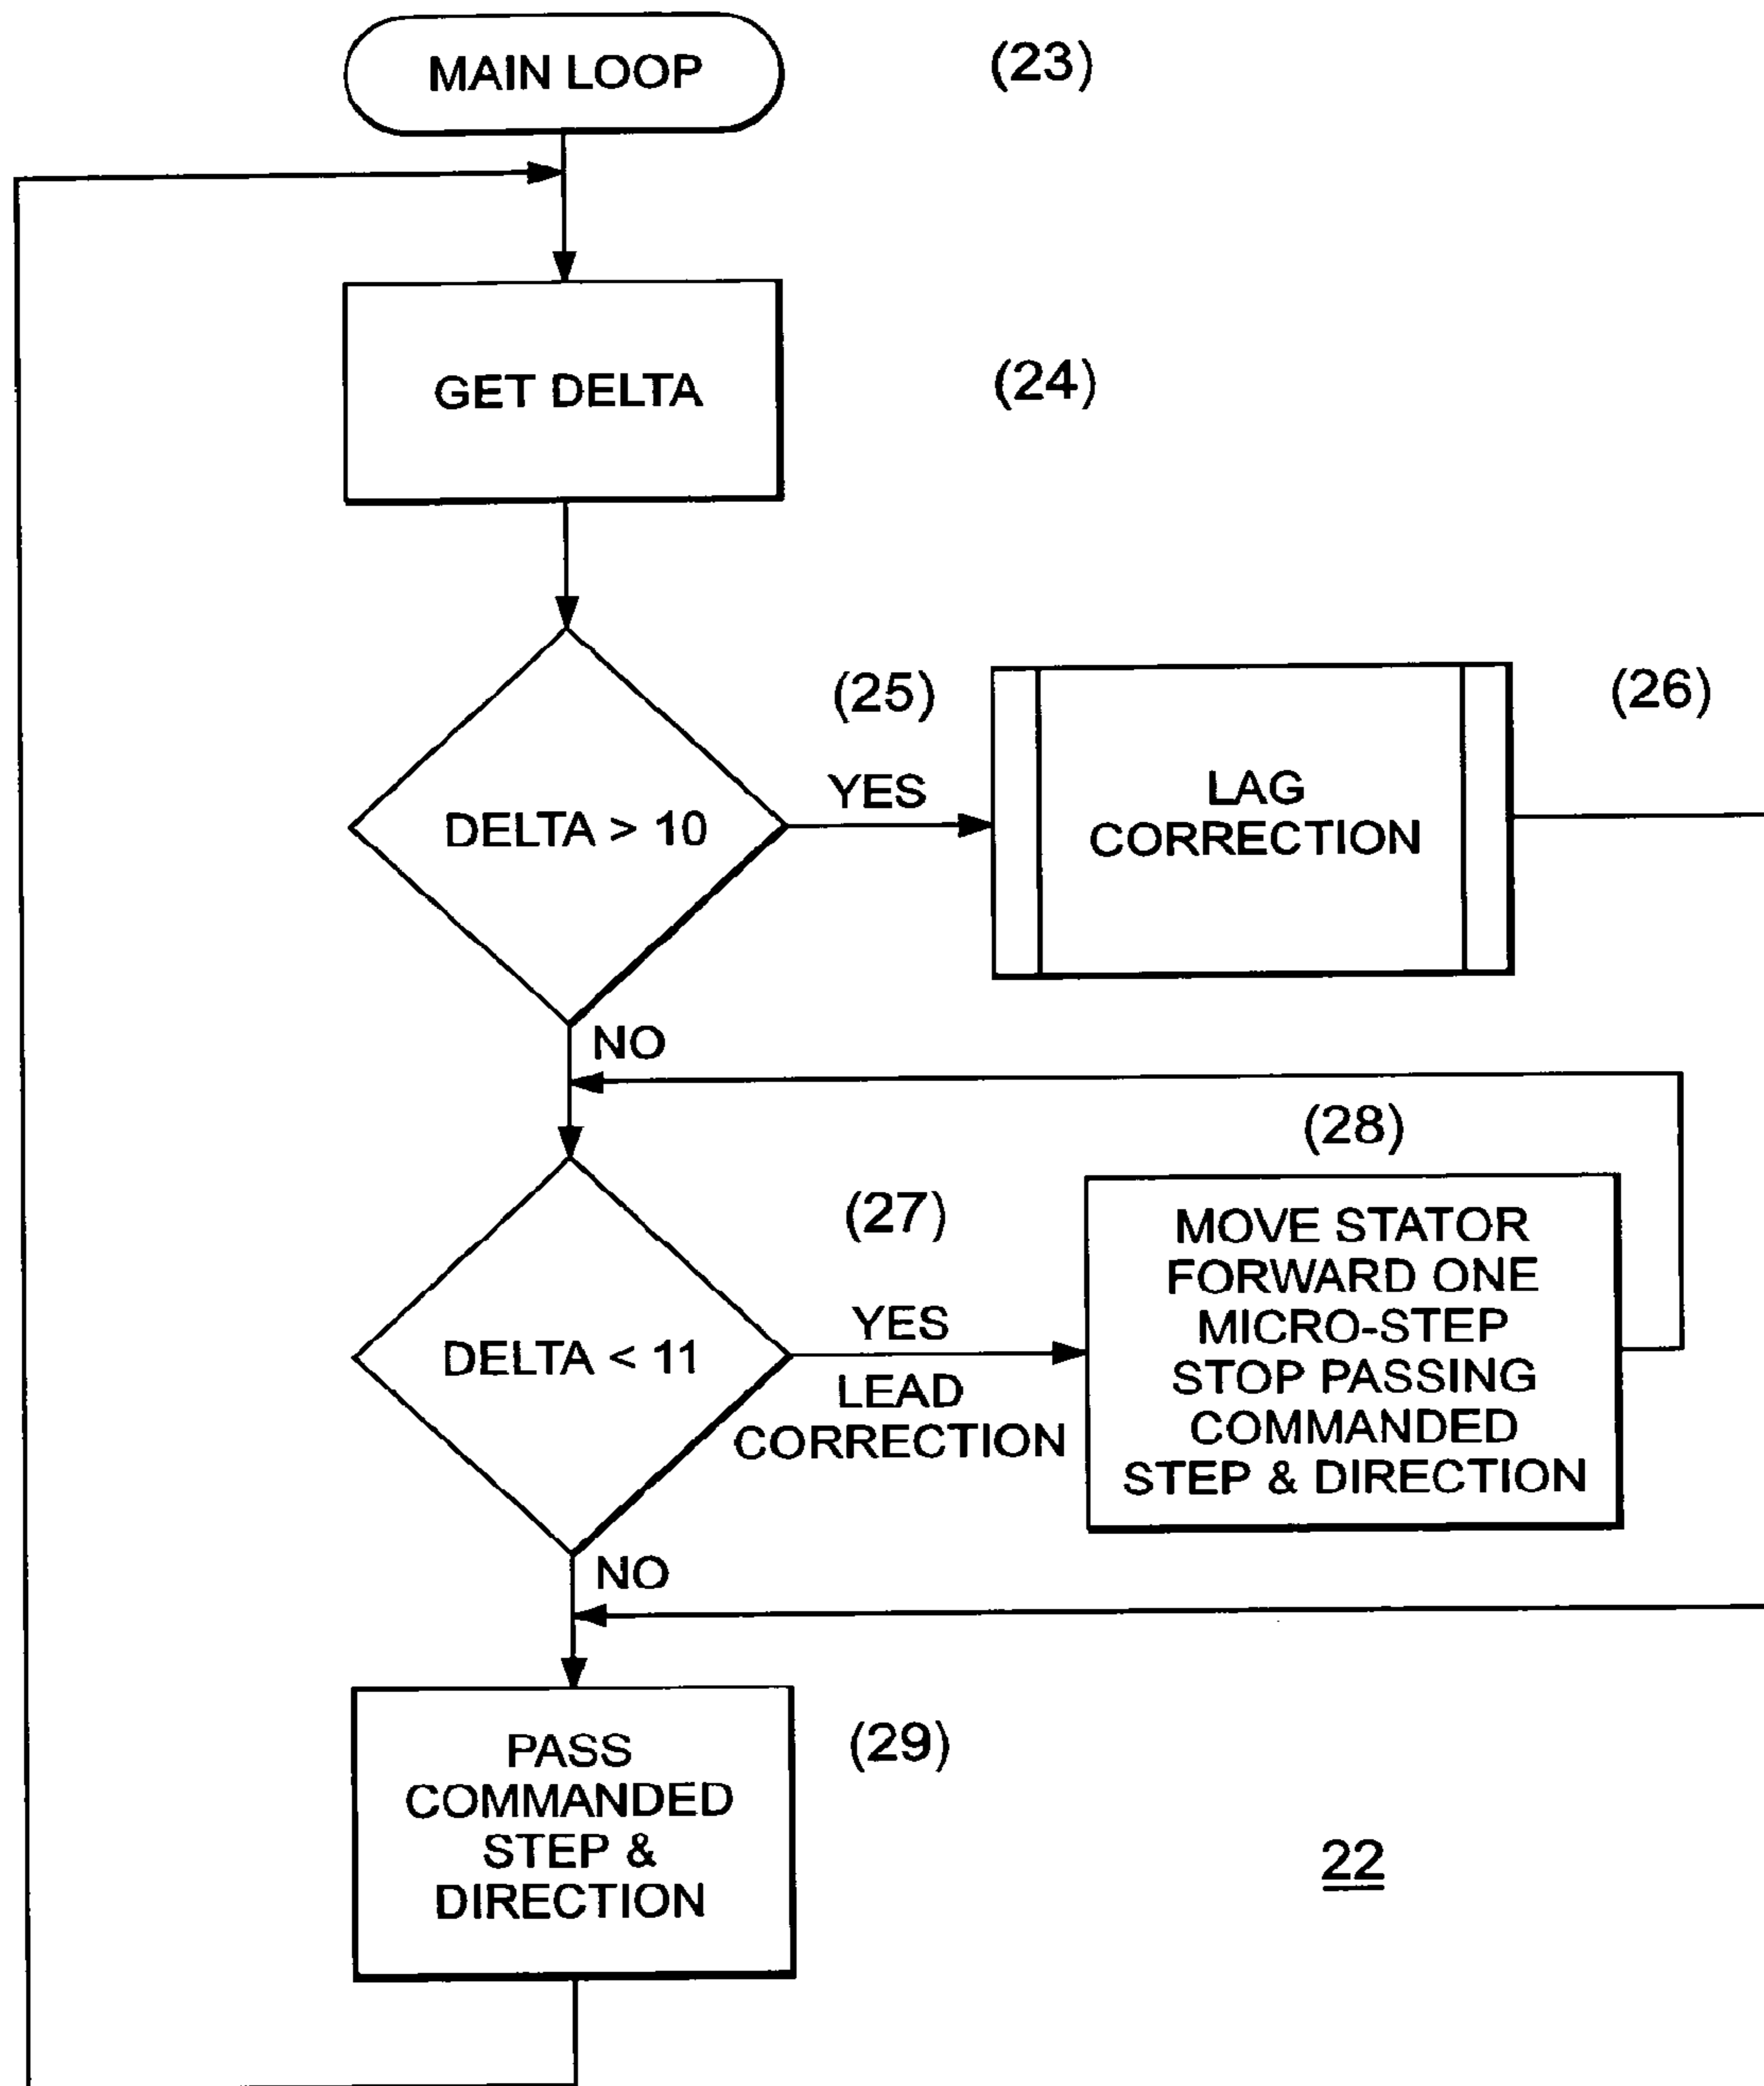 MAIN LOOP
(23)
GET DELTA
(24)
DELTA > 10
(25)
YES
LAG
CORRECTION
(26)
NO
DELTA < 11
(27)
YES
LEAD
CORRECTION
(28)
MOVE STATOR
FORWARD ONE
MICRO-STEP
STOP PASSING
COMMANDED
STEP & DIRECTION
NO
PASS
COMMANDED
STEP &
DIRECTION
(29)
22